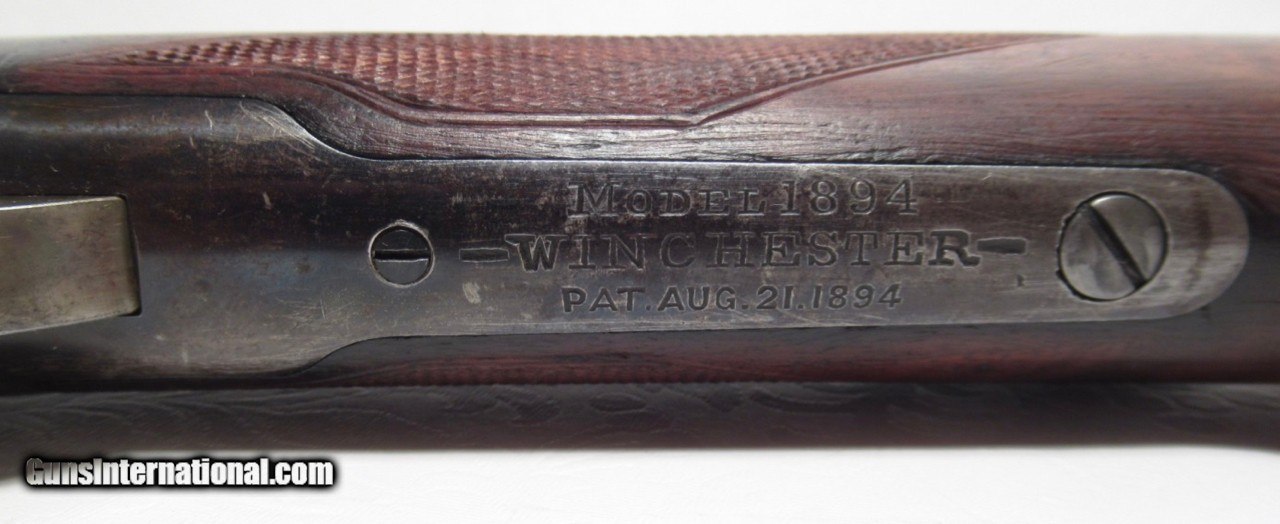 MODEL 1894
-WINCHESTER-
PAT. AUG. 21. 1894
GunsInternational.com